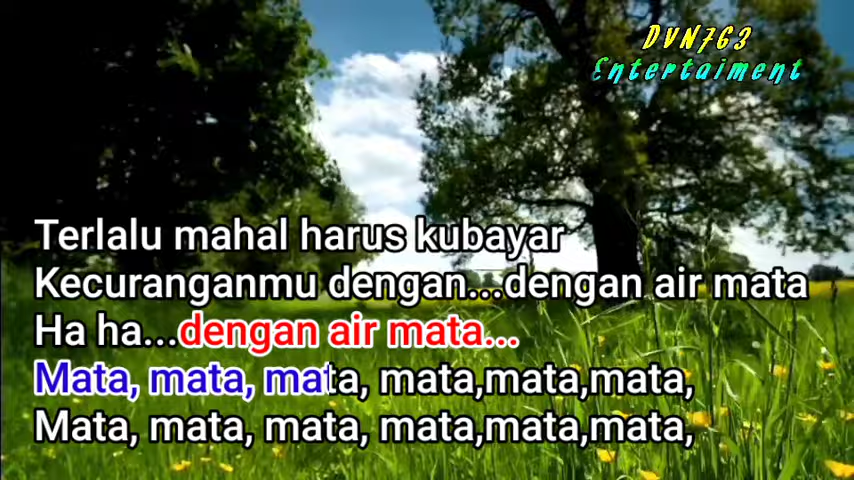 DVN763
Entertaiment
Terlalu mahal harus kubayar
Kecuranganmu dengan...dengan air mata
Ha ha...dengan air mata...
Mata, mata, mata, mata,mata,mata,
Mata, mata, mata, mata,mata,mata,